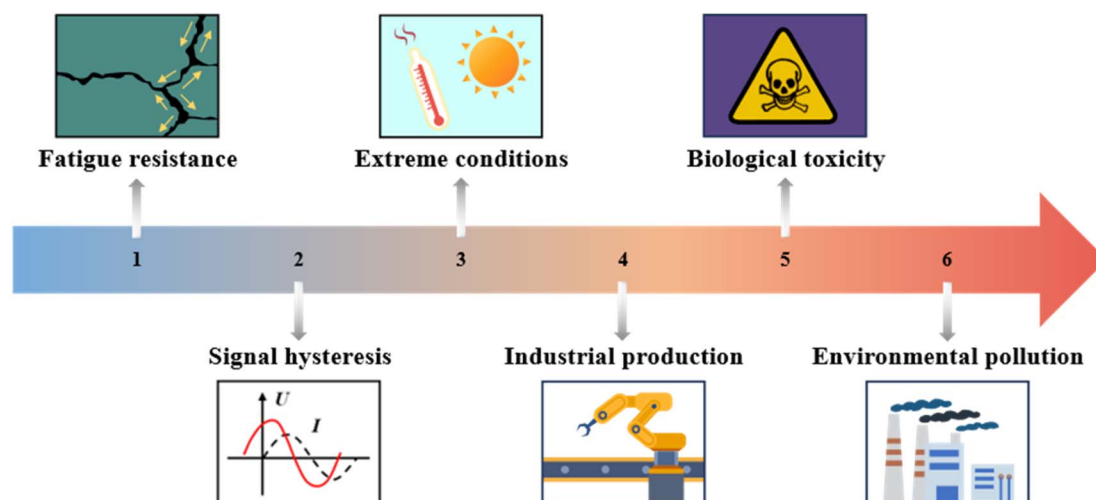 Fatigue resistance
Extreme conditions
Biological toxicity
1
2
3
4
5
6
Signal hysteresis
Industrial production
Environmental pollution
U
I